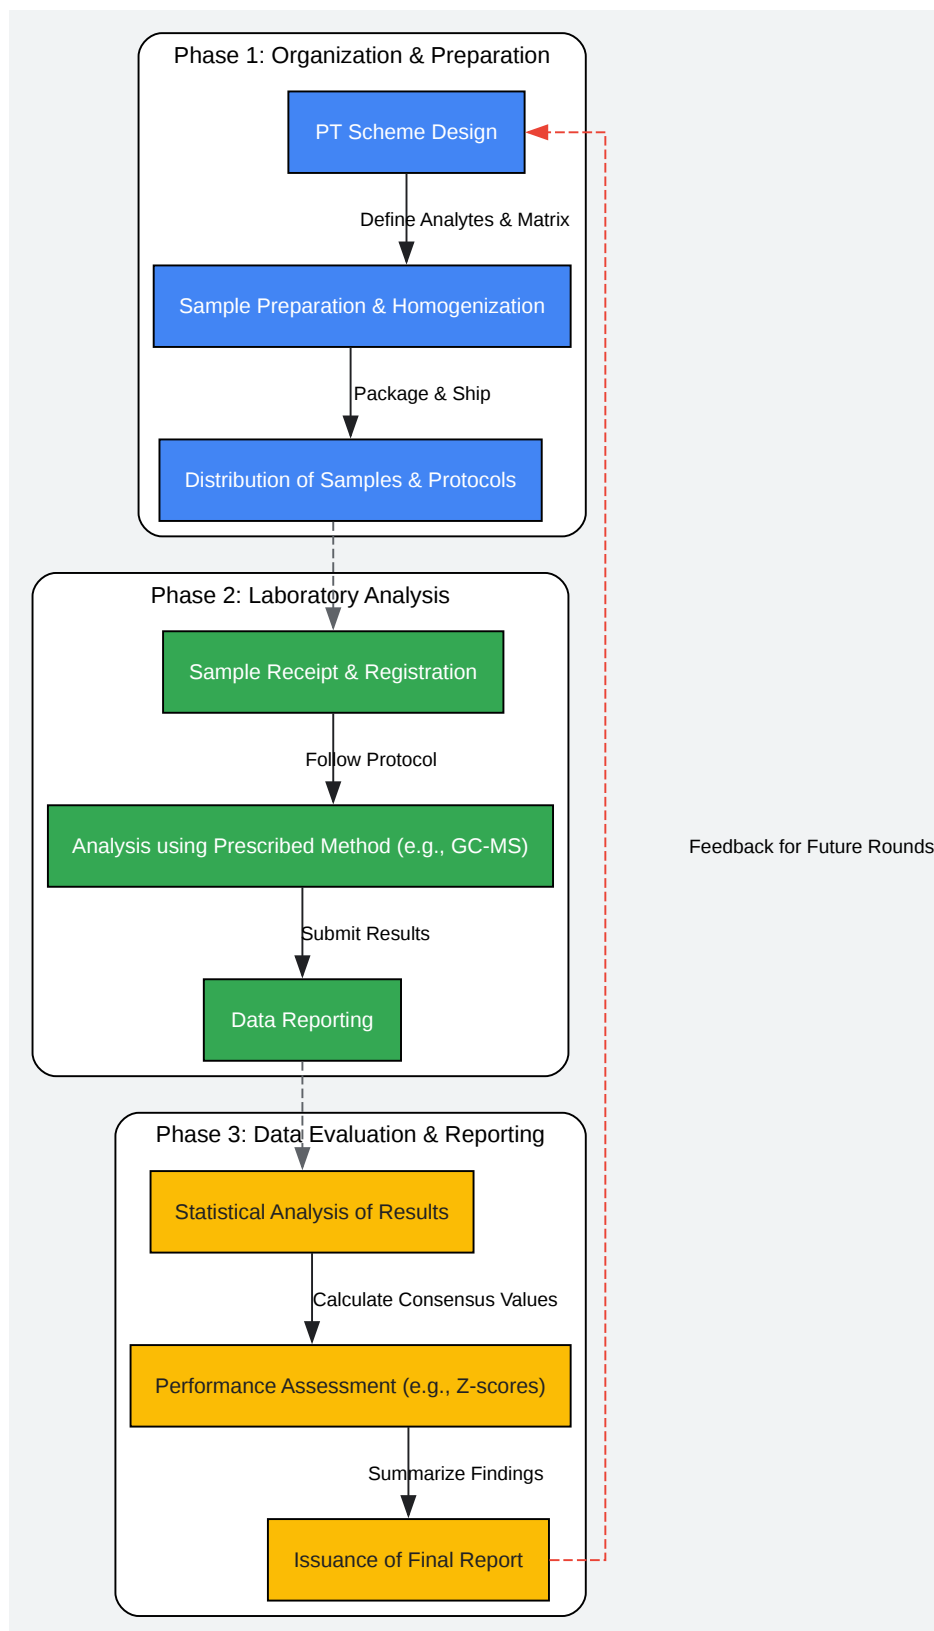 Phase 1: Organization & Preparation
PT Scheme Design
Define Analytes & Matrix
Sample Preparation & Homogenization
Package & Ship
Distribution of Samples & Protocols
Phase 2: Laboratory Analysis
Sample Receipt & Registration
Follow Protocol
Analysis using Prescribed Method (e.g., GC-MS)
Feedback for Future Rounds
Submit Results
Data Reporting
Phase 3: Data Evaluation & Reporting
Statistical Analysis of Results
Calculate Consensus Values
Performance Assessment (e.g., Z-scores)
Summarize Findings
Issuance of Final Report